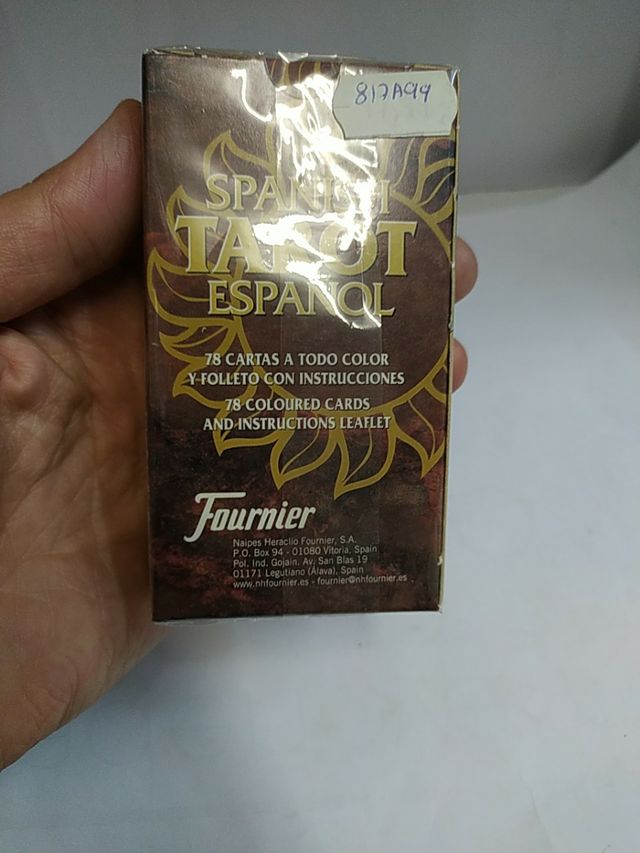 817A94
SPANISH
TAROT
ESPAÑOL
78 CARTAS A TODO COLOR
Y FOLLETO CON INSTRUCCIONES
78 COLOURED CARDS
AND INSTRUCTIONS LEAFLET
Fournier
Naipes Heraclio Fournier, S.A.
P.O. Box 94 - 01080 Vitoria, Spain
Pol. Ind. Gojain. Av. San Blas 19
01171 Legutiano (Álava), Spain
www.nhfournier.es - fournier@nhfournier.es